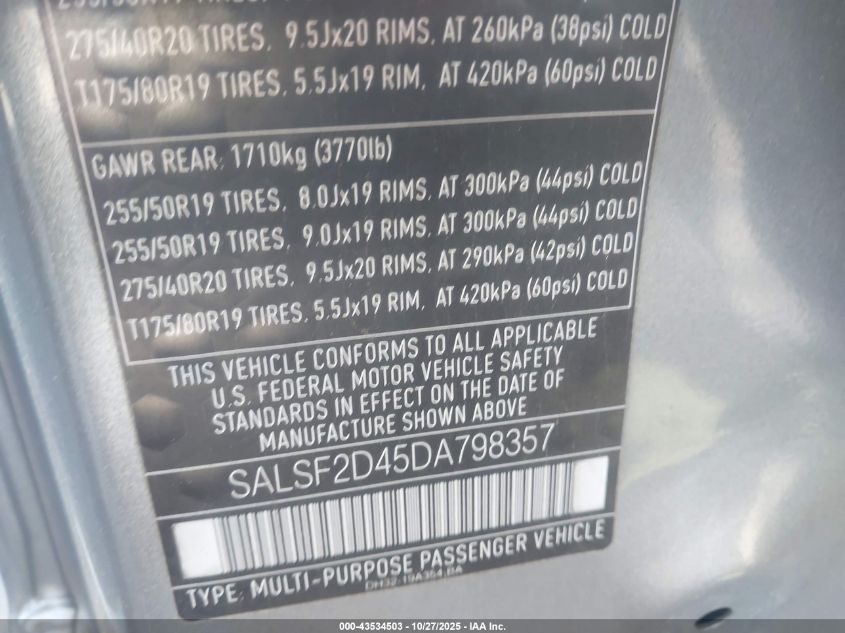 275/40R20 TIRES, 9.5Jx20 RIMS, AT 260kPa (38psi) COLD
T175/80R19 TIRES, 5.5Jx19 RIM, AT 420kPa (60psi) COLD
GAWR REAR: 1710kg (3770lb)
255/50R19 TIRES, 8.0Jx19 RIMS, AT 300kPa (44psi) COLD
255/50R19 TIRES, 9.0Jx19 RIMS, AT 300kPa (44psi) COLD
275/40R20 TIRES, 9.5Jx20 RIMS, AT 290kPa (42psi) COLD
T175/80R19 TIRES, 5.5Jx19 RIM, AT 420kPa (60psi) COLD
THIS VEHICLE CONFORMS TO ALL APPLICABLE
U.S. FEDERAL MOTOR VEHICLE SAFETY
STANDARDS IN EFFECT ON THE DATE OF
MANUFACTURE SHOWN ABOVE
SALSF2D45DA798357
TYPE: MULTI-PURPOSE PASSENGER VEHICLE
DH32-19A364-BA
000-43534503 - 10/27/2025 - IAA Inc.